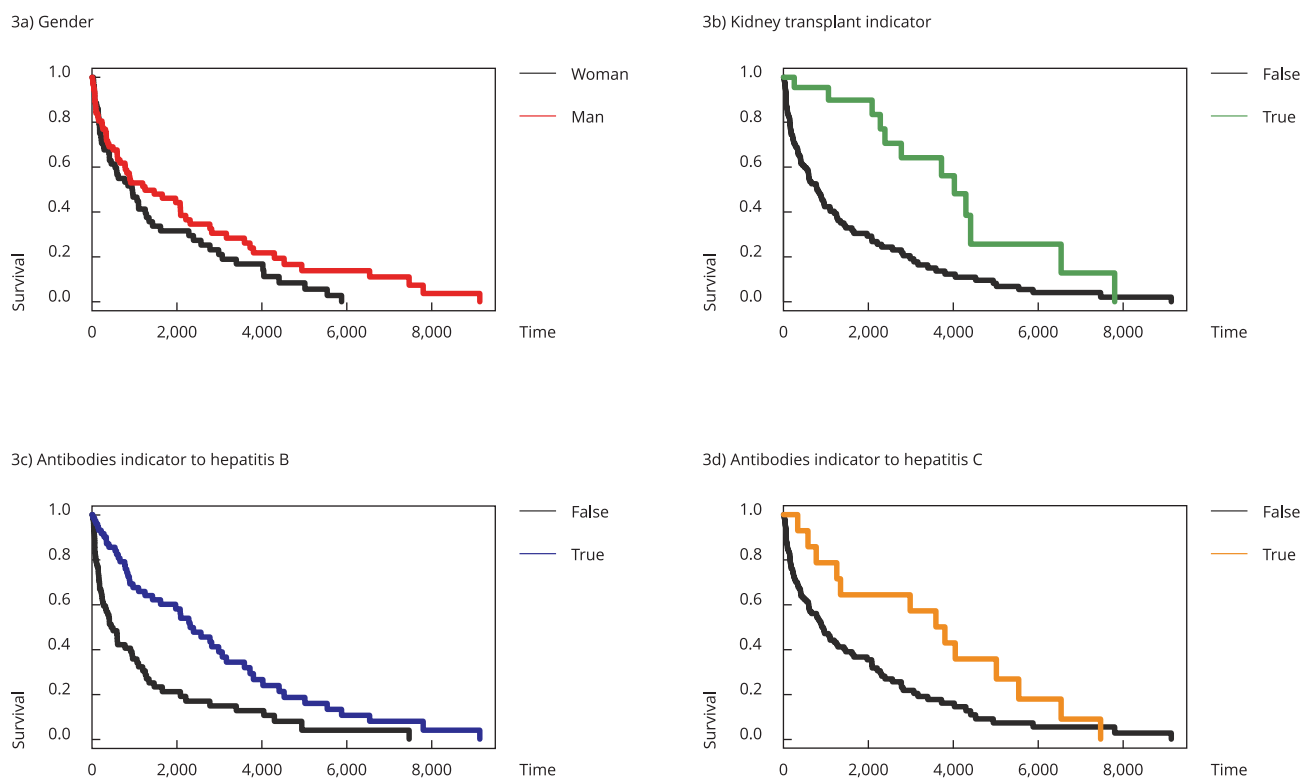 3a) Gender
1.0
0.8
0.6
0.4
0.2
0.0
Survival
0 2,000 4,000 6,000 8,000 Time
Woman
Man
3b) Kidney transplant indicator
1.0
0.8
0.6
0.4
0.2
0.0
Survival
0 2,000 4,000 6,000 8,000 Time
False
True
3c) Antibodies indicator to hepatitis B
1.0
0.8
0.6
0.4
0.2
0.0
Survival
0 2,000 4,000 6,000 8,000 Time
False
True
3d) Antibodies indicator to hepatitis C
1.0
0.8
0.6
0.4
0.2
0.0
Survival
0 2,000 4,000 6,000 8,000 Time
False
True